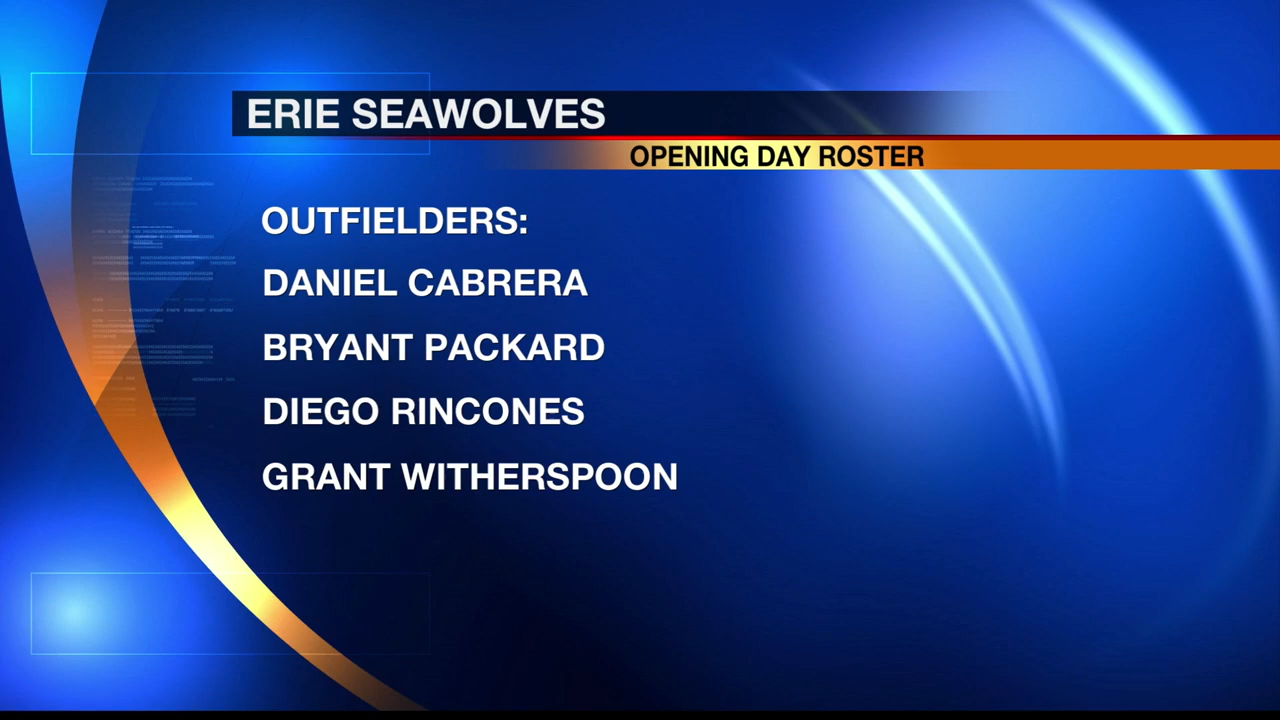 ERIE SEAWOLVES
OPENING DAY ROSTER
OUTFIELDERS:
DANIEL CABRERA
BRYANT PACKARD
DIEGO RINCONES
GRANT WITHERSPOON